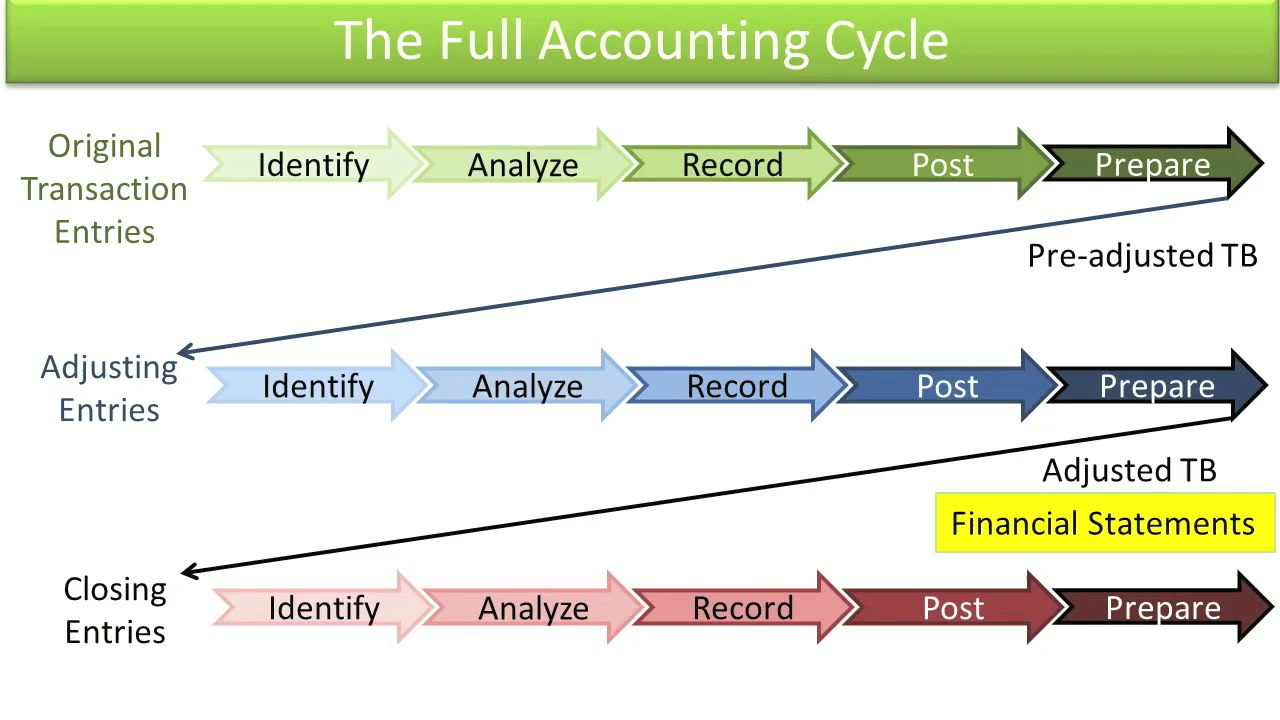 The Full Accounting Cycle
Original
Transaction
Entries
Identify
Analyze
Record
Post
Prepare
Pre-adjusted TB
Adjusting
Entries
Identify
Analyze
Record
Post
Prepare
Adjusted TB
Financial Statements
Closing
Entries
Identify
Analyze
Record
Post
Prepare